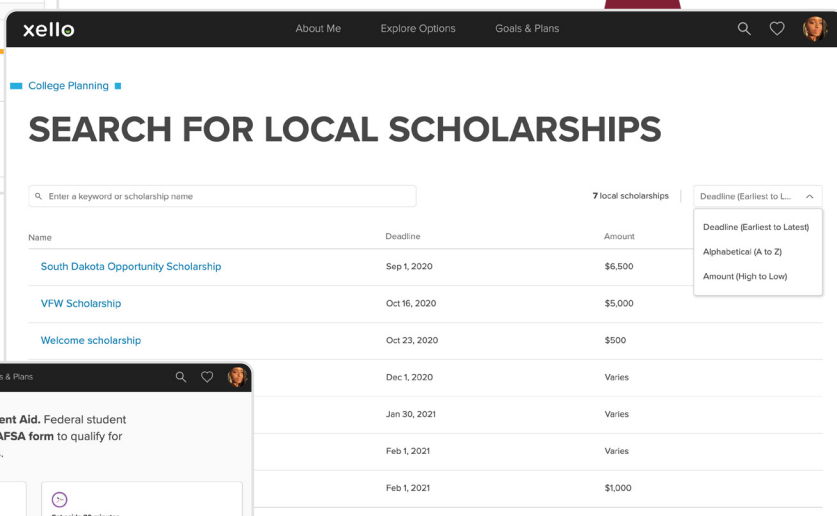 xello
About Me Explore Options Goals & Plans
College Planning
SEARCH FOR LOCAL SCHOLARSHIPS
Enter a keyword or scholarship name
7 local scholarships
Deadline (Earliest to L...
Deadline (Earliest to Latest)
Alphabetical (A to Z)
Amount (High to Low)
Name Deadline Amount
South Dakota Opportunity Scholarship Sep 1, 2020 $6,500
VFW Scholarship Oct 16, 2020 $5,000
Welcome scholarship Oct 23, 2020 $500
Dec 1, 2020 Varies
Jan 30, 2021 Varies
Feb 1, 2021 Varies
Feb 1, 2021 $1,000
s & Plans
ent Aid. Federal student
AFSA form to qualify for